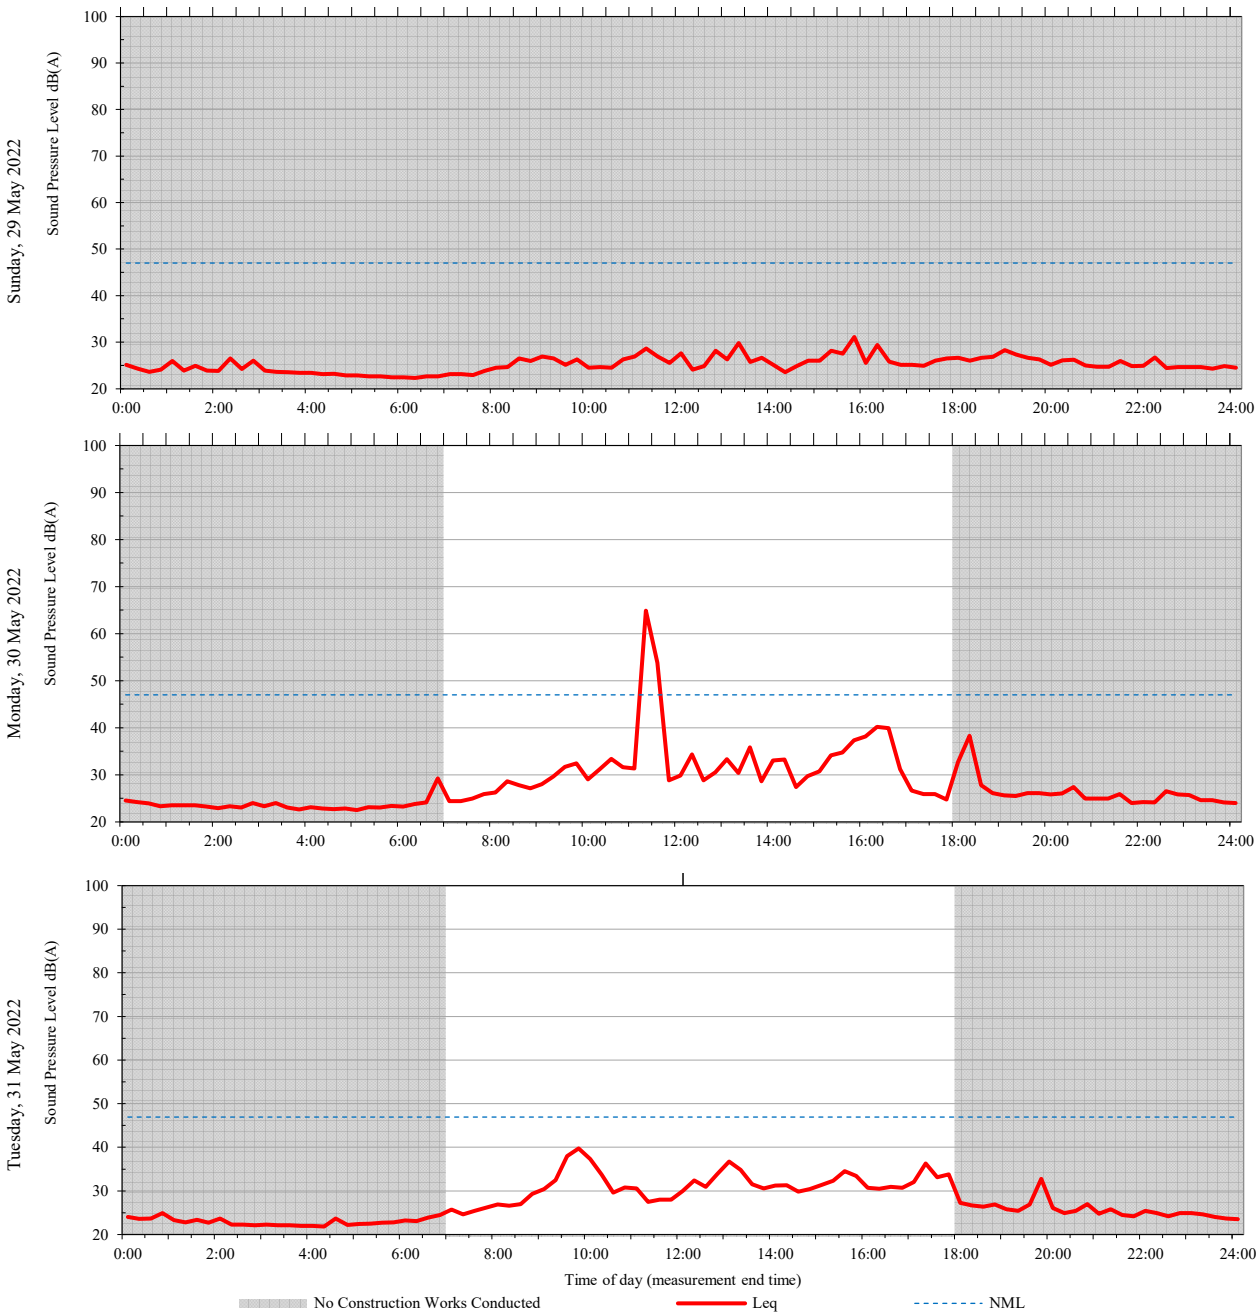 Sunday, 29 May 2022
Sound Pressure Level dB(A)
100
90
80
70
60
50
40
30
20
0:00 2:00 4:00 6:00 8:00 10:00 12:00 14:00 16:00 18:00 20:00 22:00 24:00
Monday, 30 May 2022
Sound Pressure Level dB(A)
100
90
80
70
60
50
40
30
20
0:00 2:00 4:00 6:00 8:00 10:00 12:00 14:00 16:00 18:00 20:00 22:00 24:00
Tuesday, 31 May 2022
Sound Pressure Level dB(A)
100
90
80
70
60
50
40
30
20
0:00 2:00 4:00 6:00 8:00 10:00 12:00 14:00 16:00 18:00 20:00 22:00 24:00
Time of day (measurement end time)
No Construction Works Conducted Leq NML